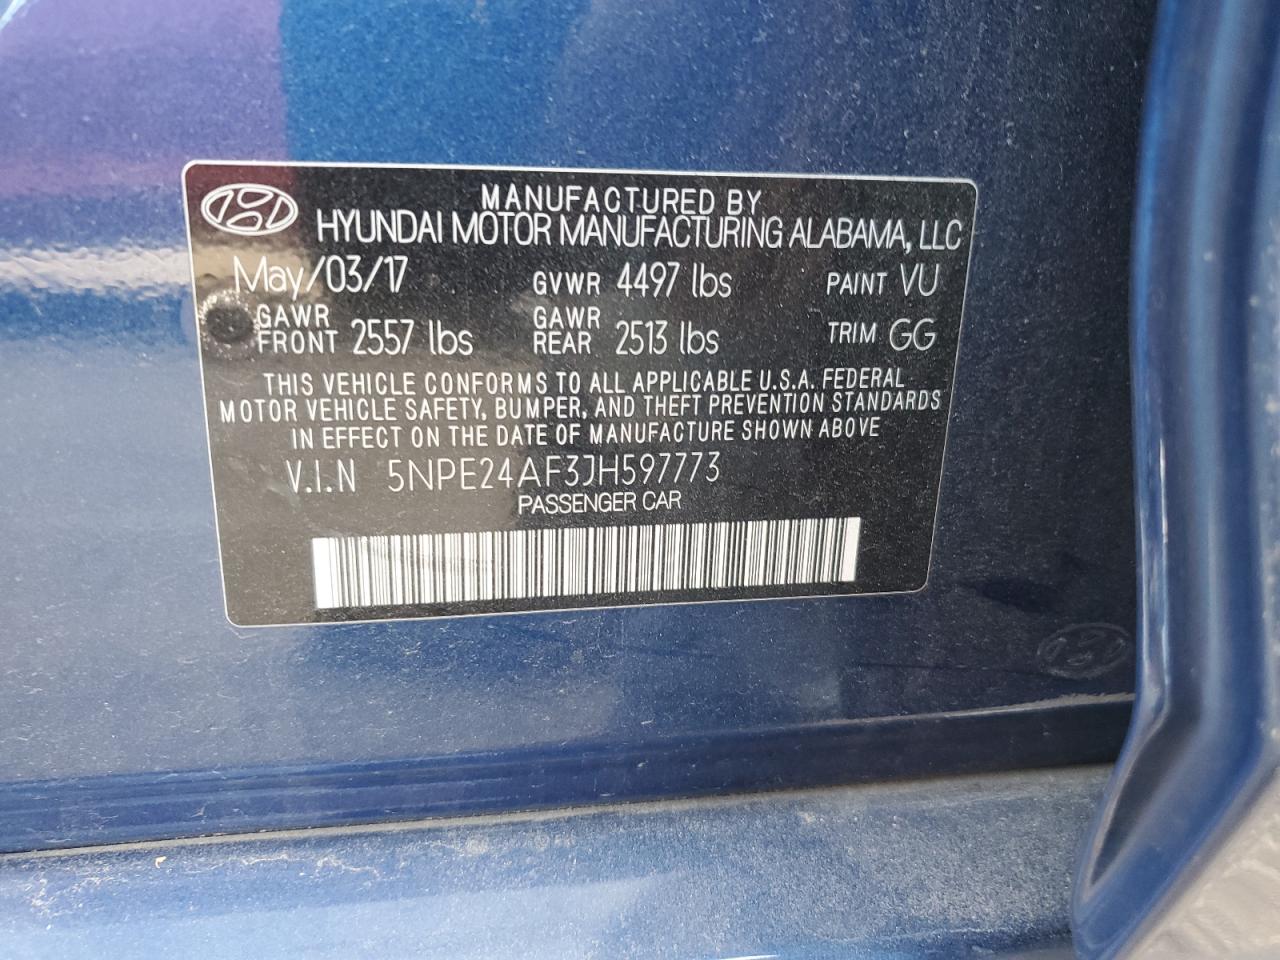 MANUFACTURED BY
HYUNDAI MOTOR MANUFACTURING ALABAMA, LLC
May/03/17 GVWR 4497 lbs PAINT VU
GAWR FRONT 2557 lbs GAWR REAR 2513 lbs TRIM GG
THIS VEHICLE CONFORMS TO ALL APPLICABLE U.S.A. FEDERAL
MOTOR VEHICLE SAFETY, BUMPER, AND THEFT PREVENTION STANDARDS
IN EFFECT ON THE DATE OF MANUFACTURE SHOWN ABOVE
V.I.N 5NPE24AF3JH597773
PASSENGER CAR